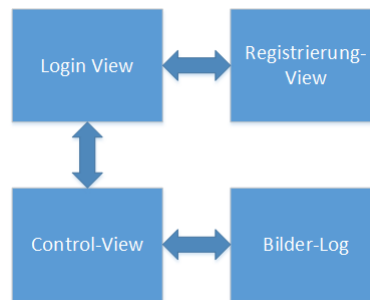 Login View
Registrierung-
View
Control-View
Bilder-Log